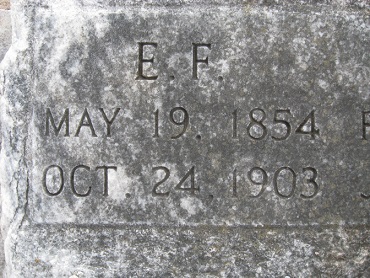 E. F.
MAY 19. 1854
OCT. 24, 1903